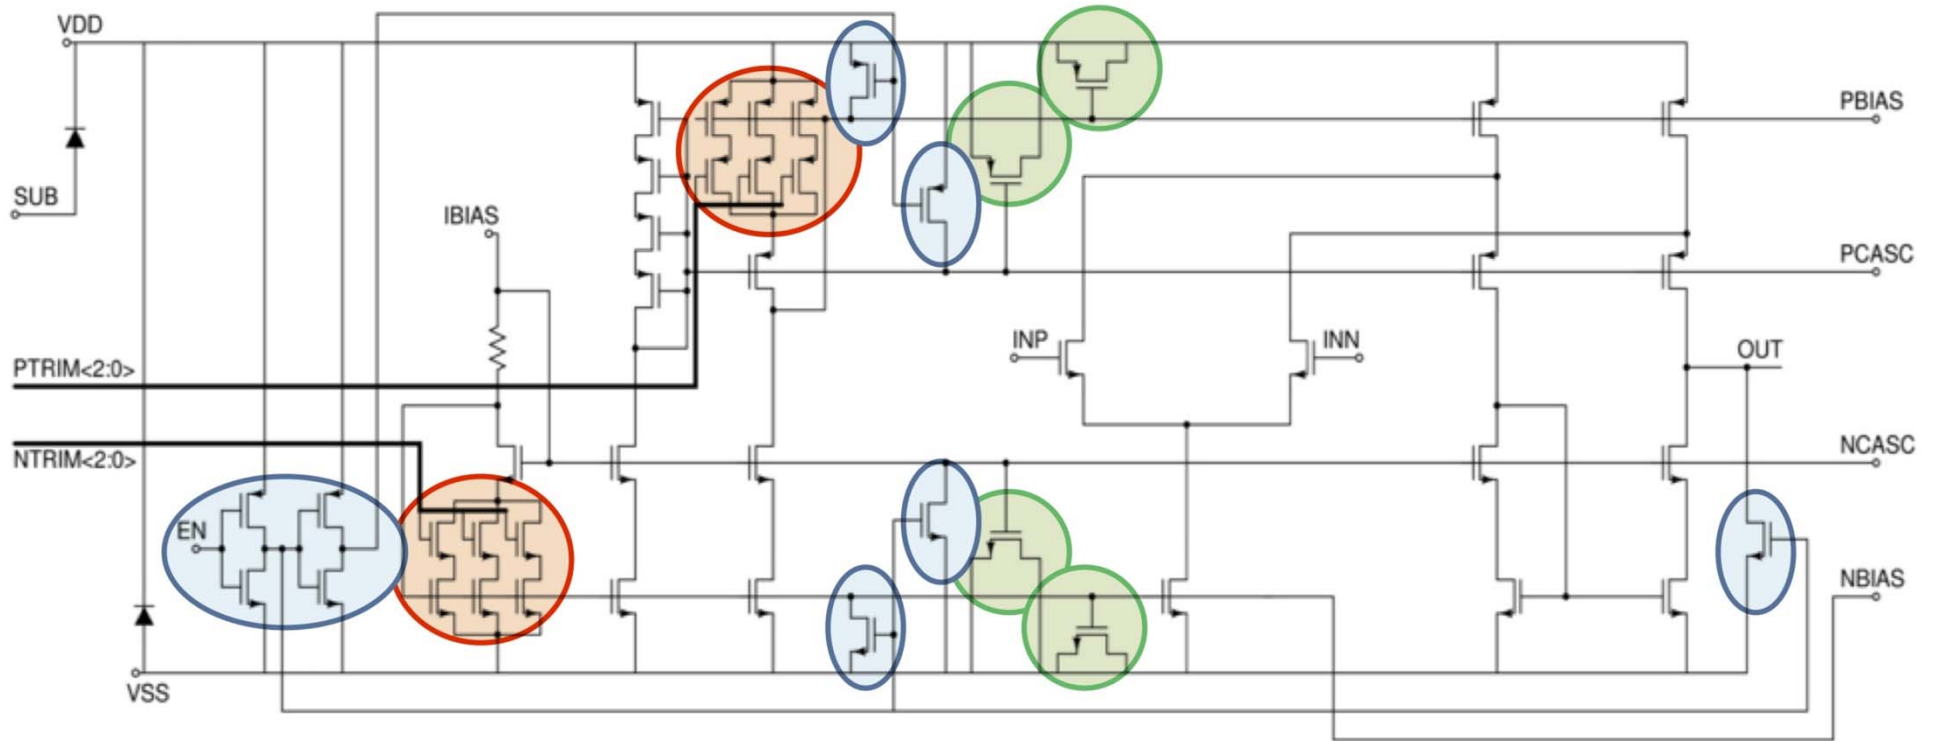 VDD
PBIAS
SUB
IBIAS
PCASC
INP
INN
OUT
PTRIM<2:0>
NTRIM<2:0>
NCASC
EN
NBIAS
VSS